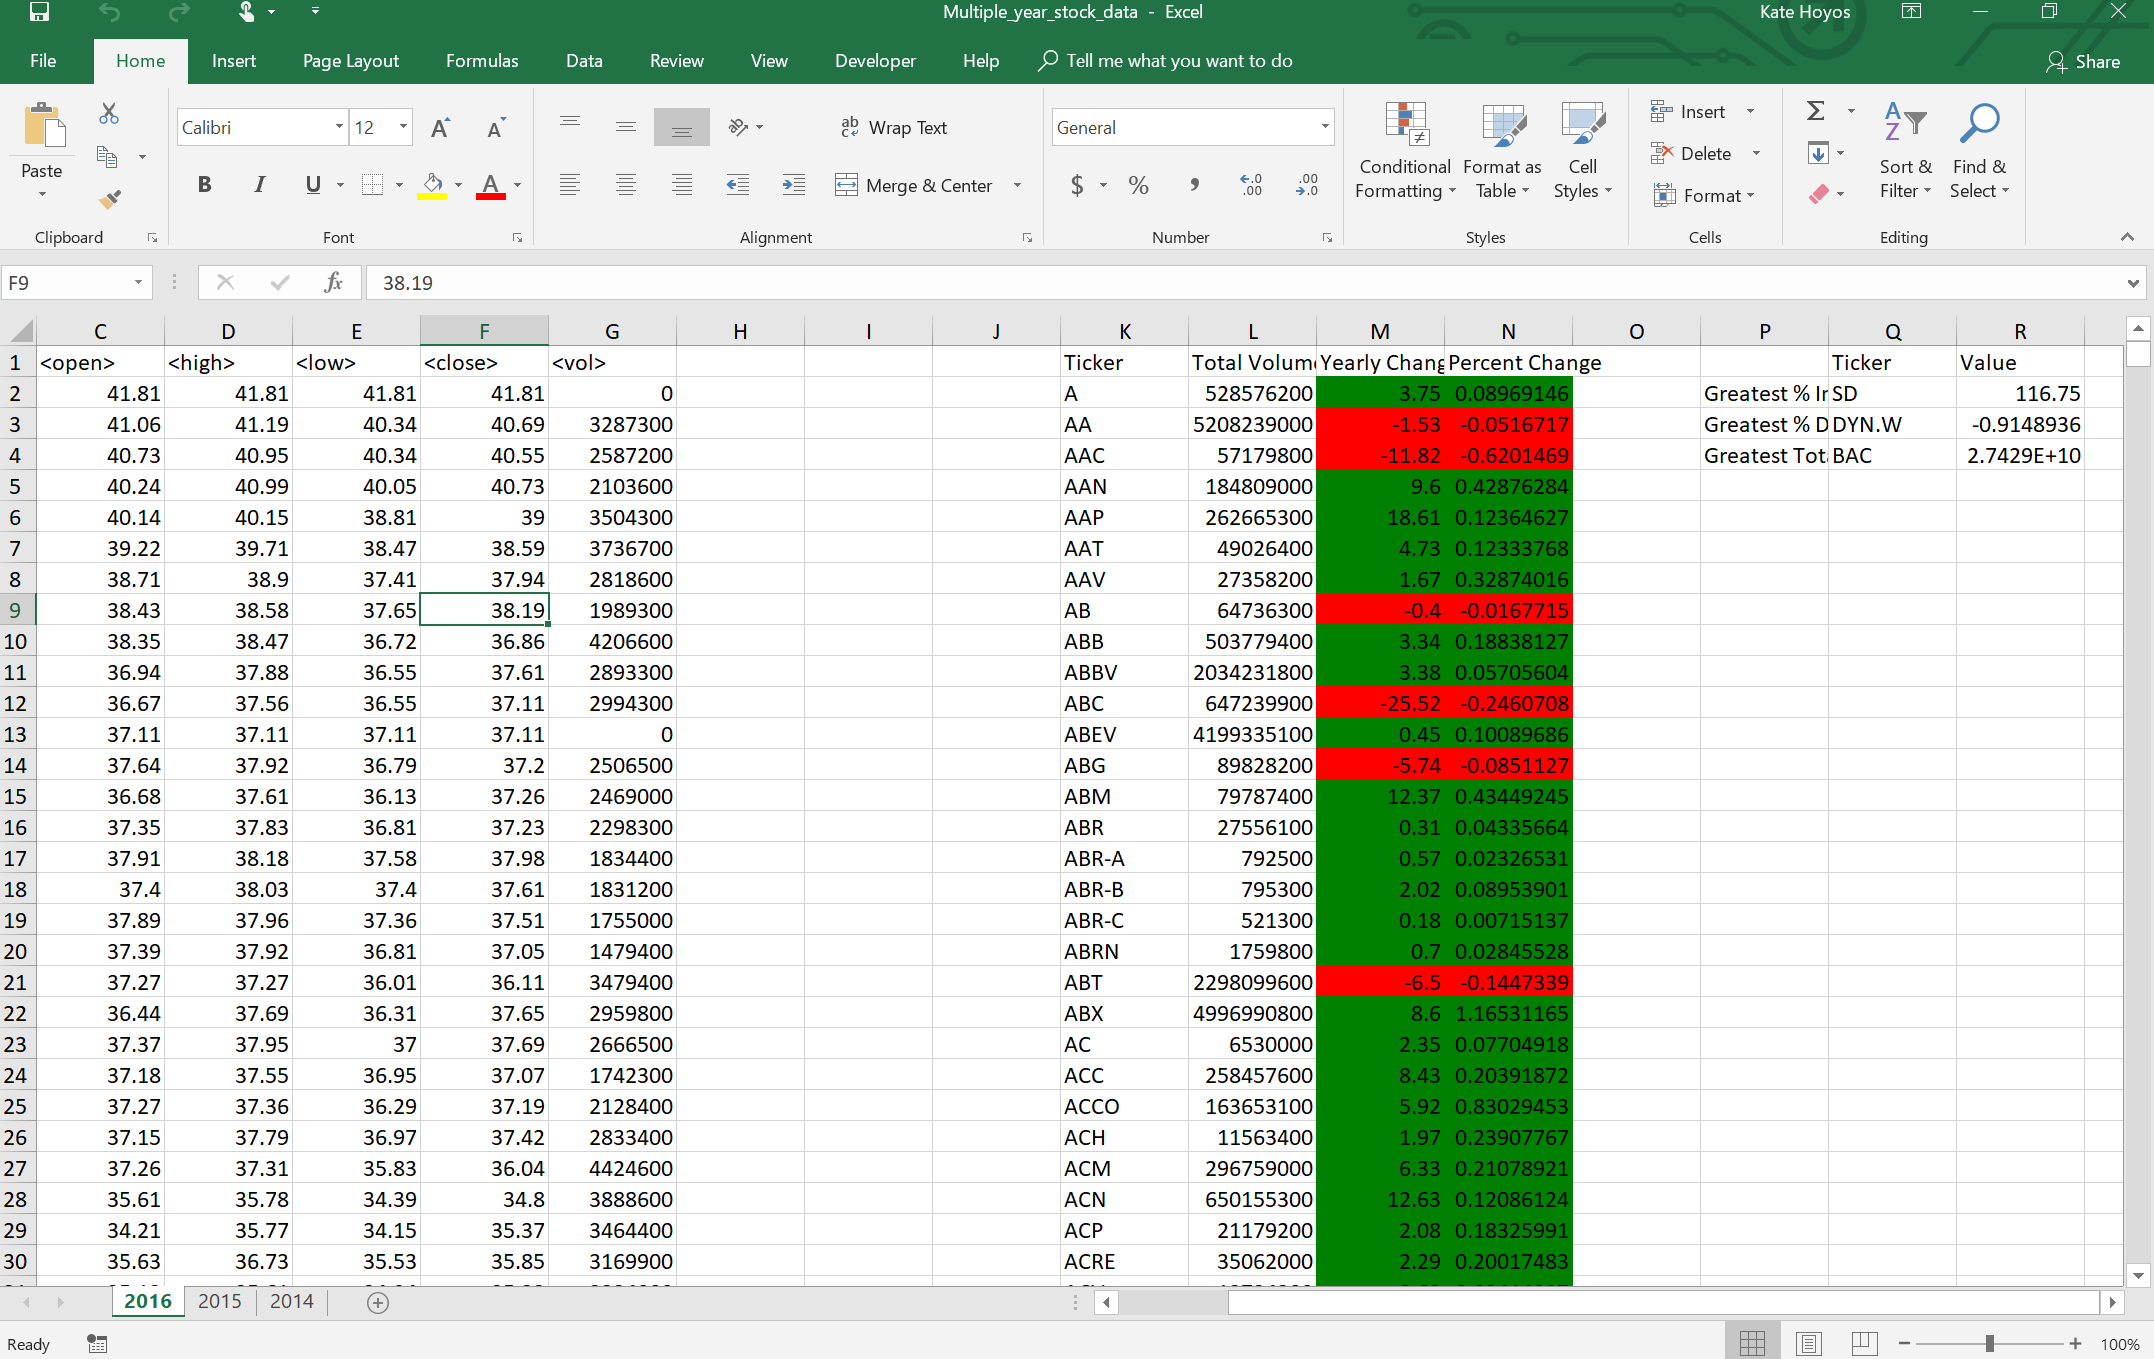 Multiple_year_stock_data - Excel
Kate Hoyos
File Home Insert Page Layout Formulas Data Review View Developer Help Tell me what you want to do Share
Paste
Clipboard
Calibri 12
B I U A
Font
Wrap Text
Merge & Center
Alignment
General
$ % , .00 .0
Number
Conditional Formatting
Format as Table
Cell Styles
Styles
Insert
Delete
Format
Cells
Sort & Filter
Find & Select
Editing
F9 fx 38.19
C D E F G H I J K L M N O P Q R
1 <open> <high> <low> <close> <vol> Ticker Total Volum Yearly Chang Percent Change Ticker Value
2 41.81 41.81 41.81 41.81 0 A 528576200 3.75 0.08969146 Greatest % In SD 116.75
3 41.06 41.19 40.34 40.69 3287300 AA 5208239000 -1.53 -0.0516717 Greatest % D DYN.W -0.9148936
4 40.73 40.95 40.34 40.55 2587200 AAC 57179800 -11.82 -0.6201469 Greatest Tota BAC 2.7429E+10
5 40.24 40.99 40.05 40.73 2103600 AAN 184809000 9.6 0.42876284
6 40.14 40.15 38.81 39 3504300 AAP 262665300 18.61 0.12364627
7 39.22 39.71 38.47 38.59 3736700 AAT 49026400 4.73 0.12333768
8 38.71 38.9 37.41 37.94 2818600 AAV 27358200 1.67 0.32874016
9 38.43 38.58 37.65 38.19 1989300 AB 64736300 -0.4 -0.0167715
10 38.35 38.47 36.72 36.86 4206600 ABB 503779400 3.34 0.18838127
11 36.94 37.88 36.55 37.61 2893300 ABBV 2034231800 3.38 0.05705604
12 36.67 37.56 36.55 37.11 2994300 ABC 647239900 -25.52 -0.2460708
13 37.11 37.11 37.11 37.11 0 ABEV 4199335100 0.45 0.10089686
14 37.64 37.92 36.79 37.2 2506500 ABG 89828200 -5.74 -0.0851127
15 36.68 37.61 36.13 37.26 2469000 ABM 79787400 12.37 0.43449245
16 37.35 37.83 36.81 37.23 2298300 ABR 27556100 0.31 0.04335664
17 37.91 38.18 37.58 37.98 1834400 ABR-A 792500 0.57 0.02326531
18 37.4 38.03 37.4 37.61 1831200 ABR-B 795300 2.02 0.08953901
19 37.89 37.96 37.36 37.51 1755000 ABR-C 521300 0.18 0.00715137
20 37.39 37.92 36.81 37.05 1479400 ABRN 1759800 0.7 0.02845528
21 37.27 37.27 36.01 36.11 3479400 ABT 2298099600 -6.5 -0.1447339
22 36.44 37.69 36.31 37.65 2959800 ABX 4996990800 8.6 1.16531165
23 37.37 37.95 37 37.69 2666500 AC 6530000 2.35 0.07704918
24 37.18 37.55 36.95 37.07 1742300 ACC 258457600 8.43 0.20391872
25 37.27 37.36 36.29 37.19 2128400 ACCO 163653100 5.92 0.83029453
26 37.15 37.79 36.97 37.42 2833400 ACH 11563400 1.97 0.23907767
27 37.26 37.31 35.83 36.04 4424600 ACM 296759000 6.33 0.21078921
28 35.61 35.78 34.39 34.8 3888600 ACN 650155300 12.63 0.12086124
29 34.21 35.77 34.15 35.37 3464400 ACP 21179200 2.08 0.18325991
30 35.63 36.73 35.53 35.85 3169900 ACRE 35062000 2.29 0.20017483
2016 2015 2014
Ready 100%